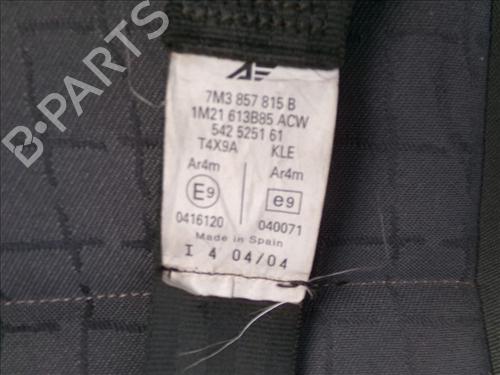 B-PARTS
7M3 857 815 B
1M21 613B85 ACW
542 5251 61
T4X9A KLE
Ar4m Ar4m
E9 e9
0416120 040071
Made in Spain
I 4 04/04